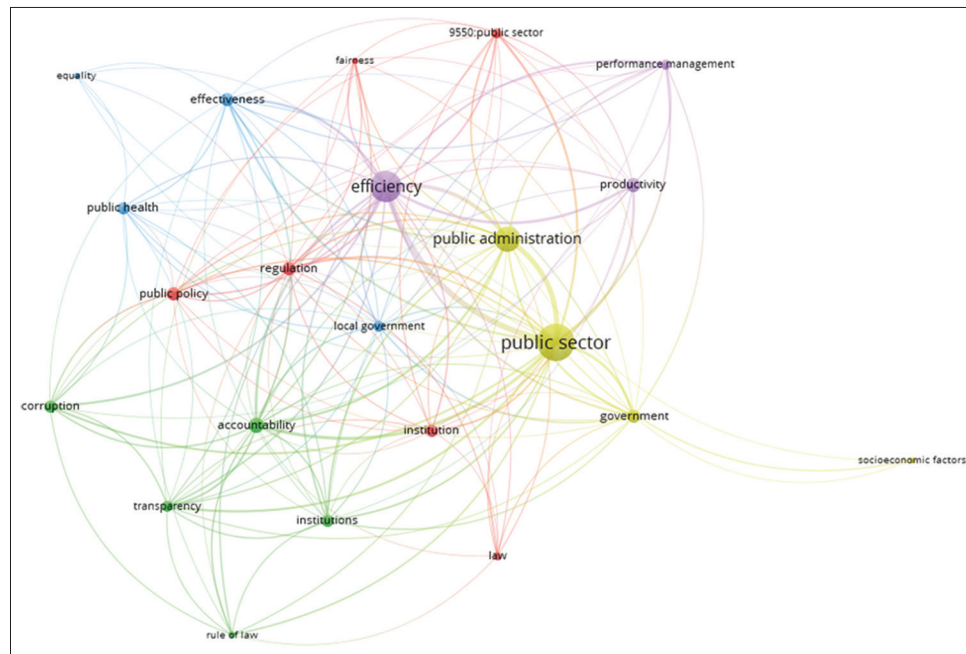 9550:public sector
fairness
performance management
equality
effectiveness
efficiency
productivity
public health
public administration
regulation
public policy
local government
public sector
corruption
accountability
institution
government
socioeconomic factors
transparency
institutions
law
rule of law